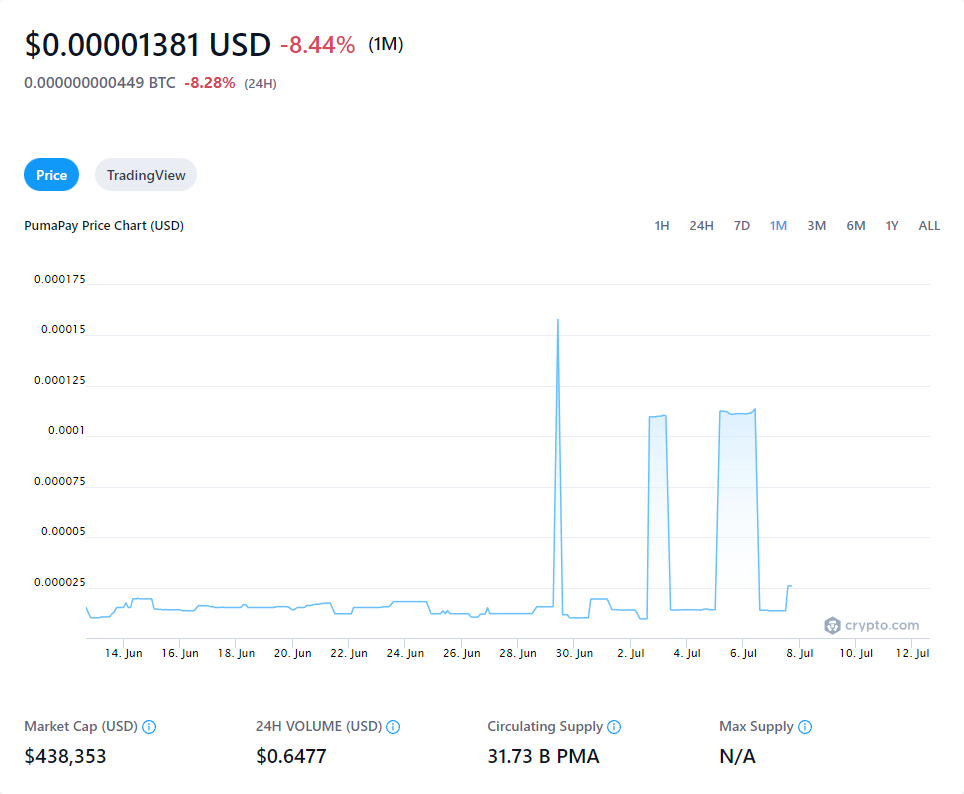 $0.00001381 USD -8.44% (1M)
0.000000000449 BTC -8.28% (24H)
Price TradingView
PumaPay Price Chart (USD) 1H 24H 7D 1M 3M 6M 1Y ALL
0.000175
0.00015
0.000125
0.0001
0.000075
0.00005
0.000025
crypto.com
14. Jun 16. Jun 18. Jun 20. Jun 22. Jun 24. Jun 26. Jun 28. Jun 30. Jun 2. Jul 4. Jul 6. Jul 8. Jul 10. Jul 12. Jul
Market Cap (USD) 24H VOLUME (USD) Circulating Supply Max Supply
$438,353 $0.6477 31.73 B PMA N/A